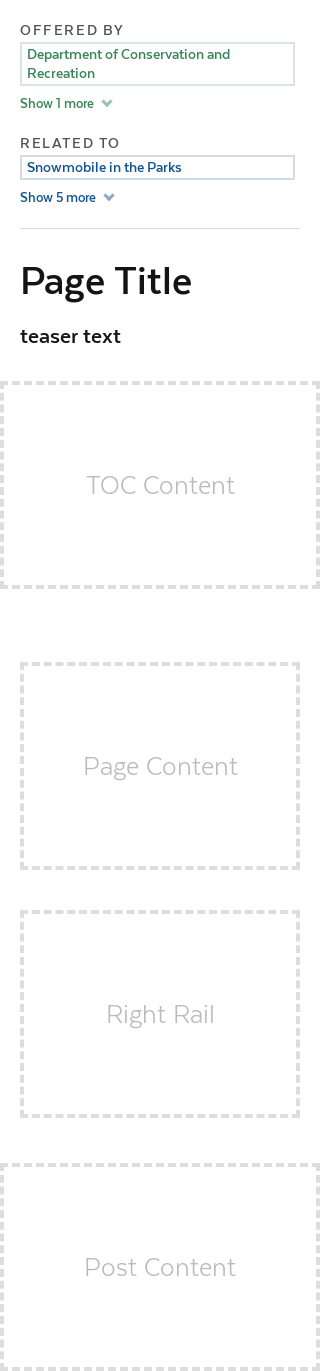 OFFERED BY
Department of Conservation and
Recreation
Show 1 more
RELATED TO
Snowmobile in the Parks
Show 5 more
Page Title
teaser text
TOC Content
Page Content
Right Rail
Post Content